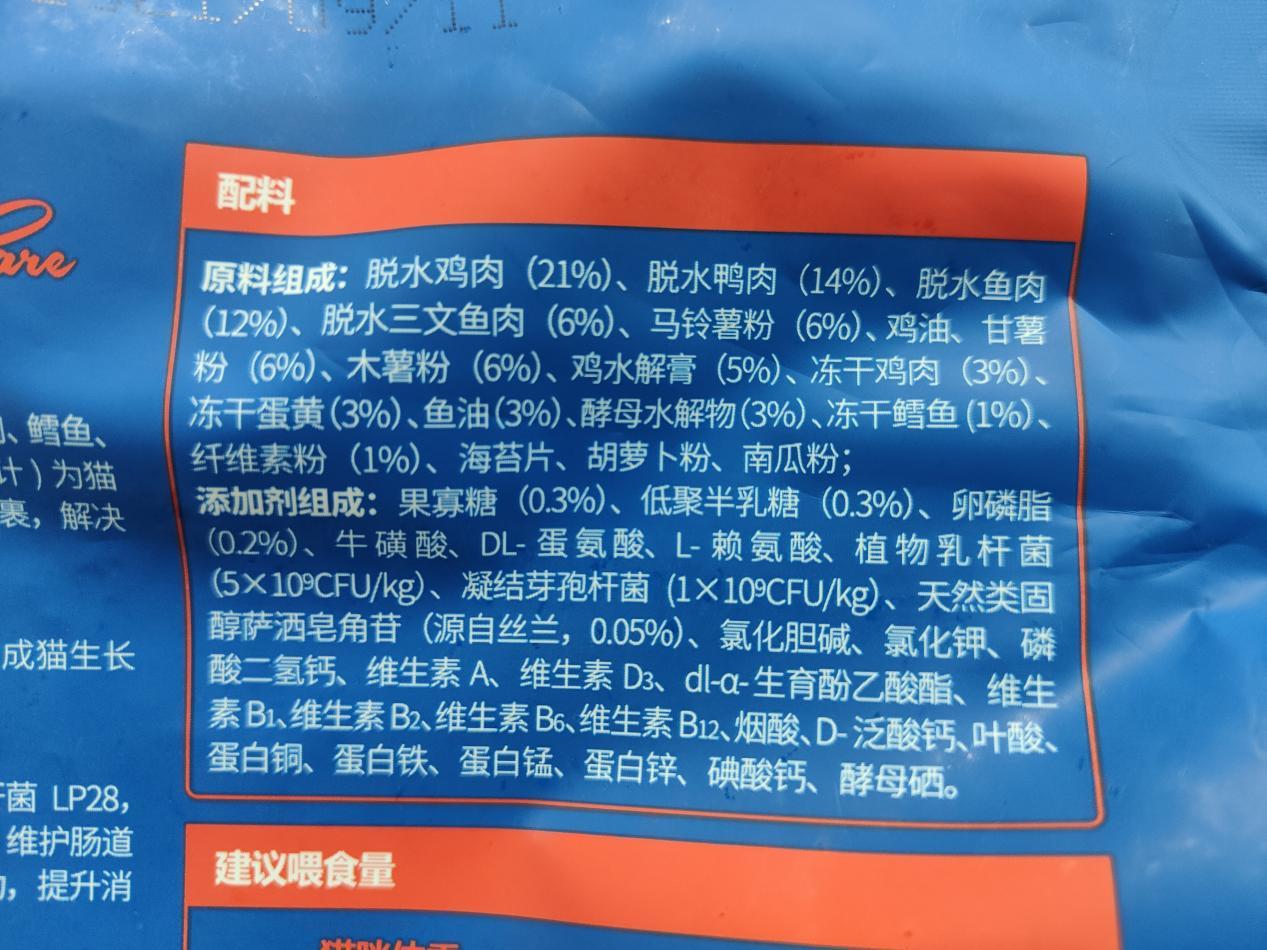 are
配料
原料组成：脱水鸡肉（21%）、脱水鸭肉（14%）、脱水鱼肉
（12%）、脱水三文鱼肉（6%）、马铃薯粉（6%）、鸡油、甘薯
粉（6%）、木薯粉（6%）、鸡水解膏（5%）、冻干鸡肉（3%）、
冻干蛋黄(3%)、鱼油(3%)、酵母水解物(3%)、冻干鳕鱼(1%)、
纤维素粉（1%）、海苔片、胡萝卜粉、南瓜粉；
添加剂组成：果寡糖（0.3%）、低聚半乳糖（0.3%）、卵磷脂
（0.2%）、牛磺酸、DL-蛋氨酸、L-赖氨酸、植物乳杆菌
(5×10⁹CFU/kg)、凝结芽孢杆菌 (1×10⁹CFU/kg)、天然类固
醇萨洒皂角苷（源自丝兰，0.05%）、氯化胆碱、氯化钾、磷
酸二氢钙、维生素 A、维生素 D₃、dl-α-生育酚乙酸酯、维生
素B₁、维生素B₂、维生素B₆、维生素B₁₂、烟酸、D-泛酸钙、叶酸、
蛋白铜、蛋白铁、蛋白锰、蛋白锌、碘酸钙、酵母硒。
、鳕鱼、
计）为猫
裹，解决
成猫生长
菌 LP28，
维护肠道
，提升消
建议喂食量